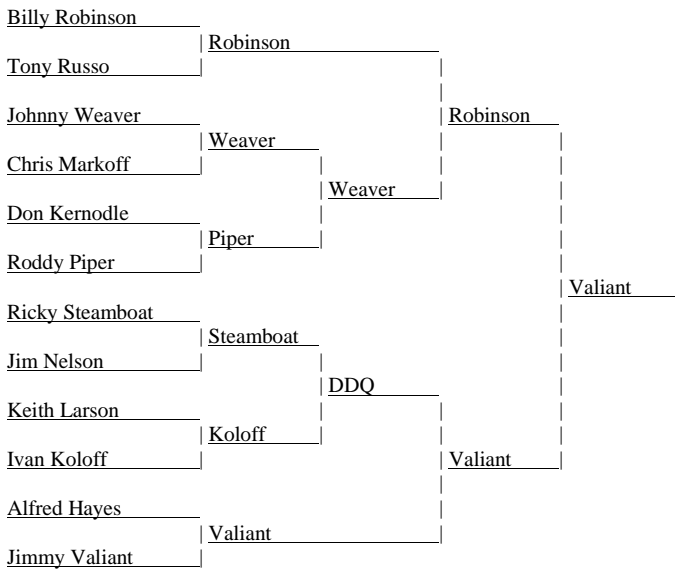 Billy Robinson
Robinson
Tony Russo
Johnny Weaver
Robinson
Weaver
Chris Markoff
Weaver
Don Kernodle
Piper
Roddy Piper
Valiant
Ricky Steamboat
Steamboat
Jim Nelson
DDQ
Keith Larson
Koloff
Ivan Koloff
Valiant
Alfred Hayes
Valiant
Jimmy Valiant